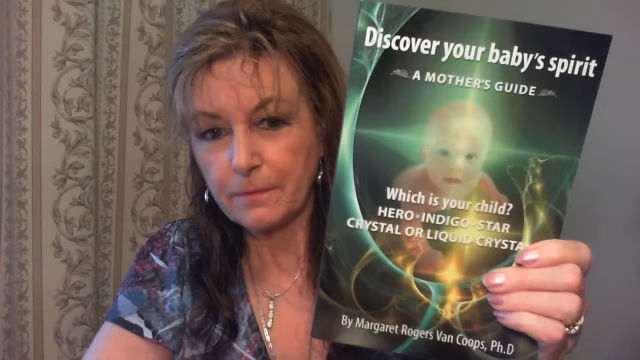 Discover your baby's spirit
A MOTHER'S GUIDE
Which is your child?
HERO • INDIGO • STAR
CRYSTAL OR LIQUID CRYSTA
By Margaret Rogers Van Coops, Ph.D